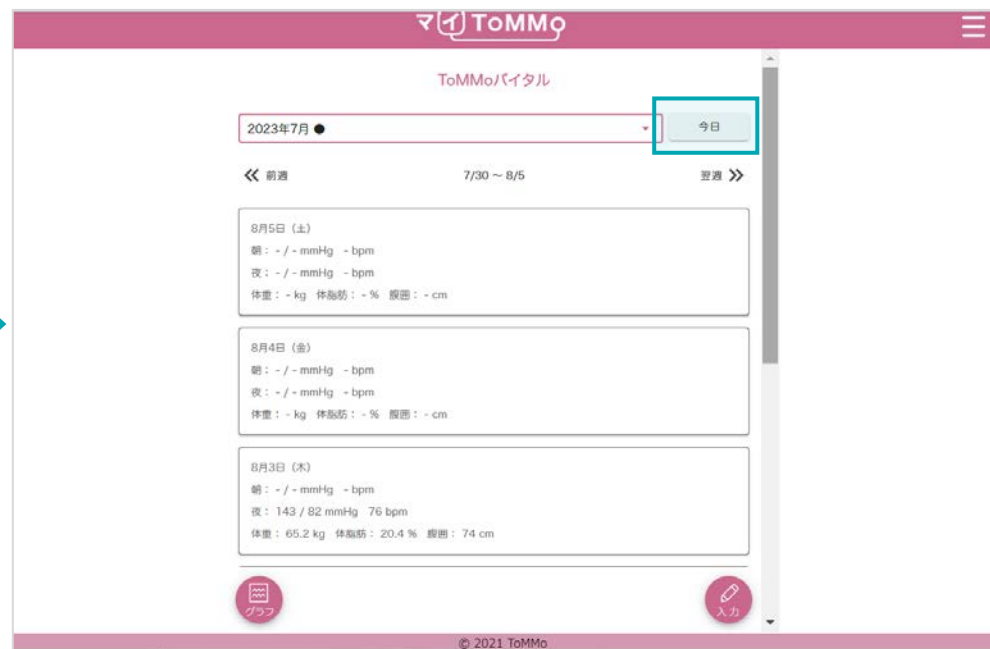 マイToMMo
ToMMoバイタル
2023年7月 ●
今日
前週
7/30 ～ 8/5
翌週
8月5日（土）
朝： - / - mmHg - bpm
夜： - / - mmHg - bpm
体重： - kg 体脂肪： - % 腹囲： - cm
8月4日（金）
朝： - / - mmHg - bpm
夜： - / - mmHg - bpm
体重： - kg 体脂肪： - % 腹囲： - cm
8月3日（木）
朝： - / - mmHg - bpm
夜： 143 / 82 mmHg 76 bpm
体重： 65.2 kg 体脂肪： 20.4 % 腹囲： 74 cm
グラフ
入力
© 2021 ToMMo